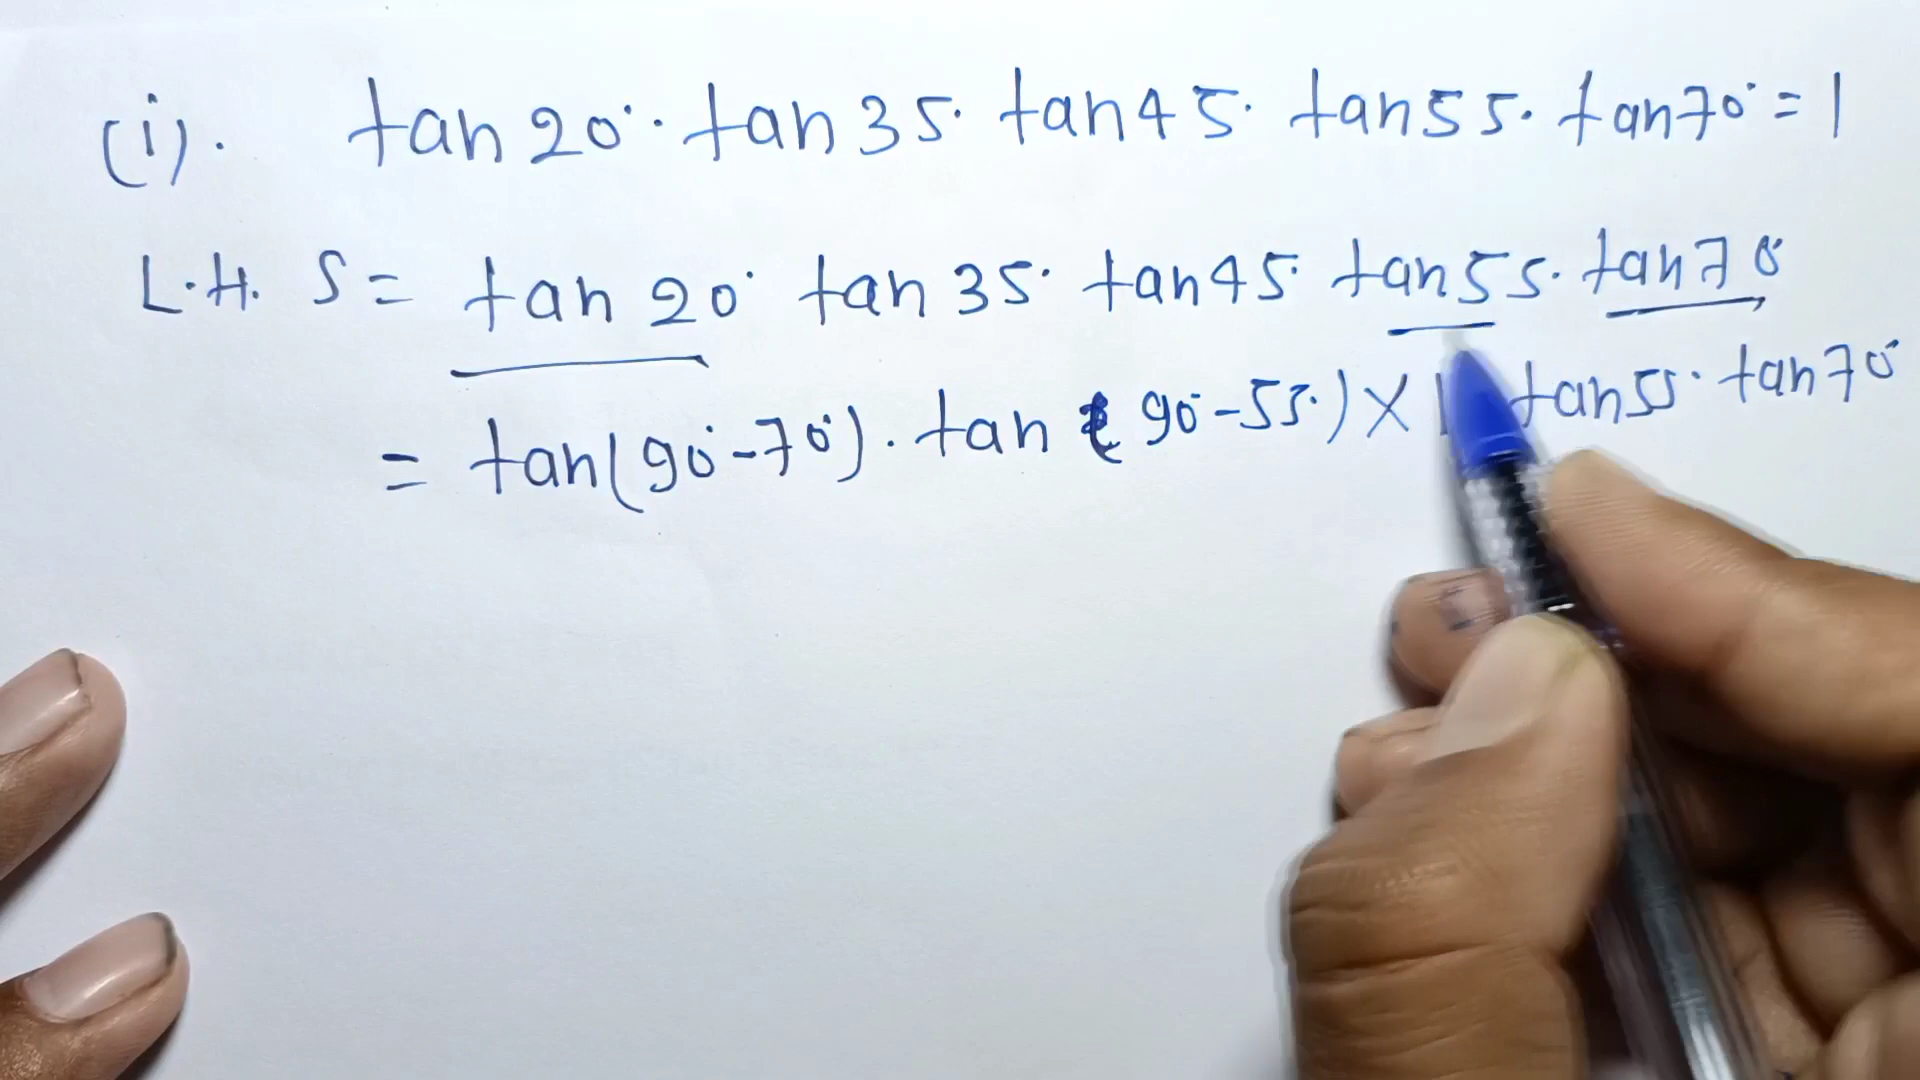 (i). tan 20°. tan 35° tan 45° tan 55° tan 70° = 1
L.H.S = tan 20° tan 35° tan 45° tan 55° tan 70°
= tan(90°-70°). tan (90°-55°) × tan 55° tan 70°